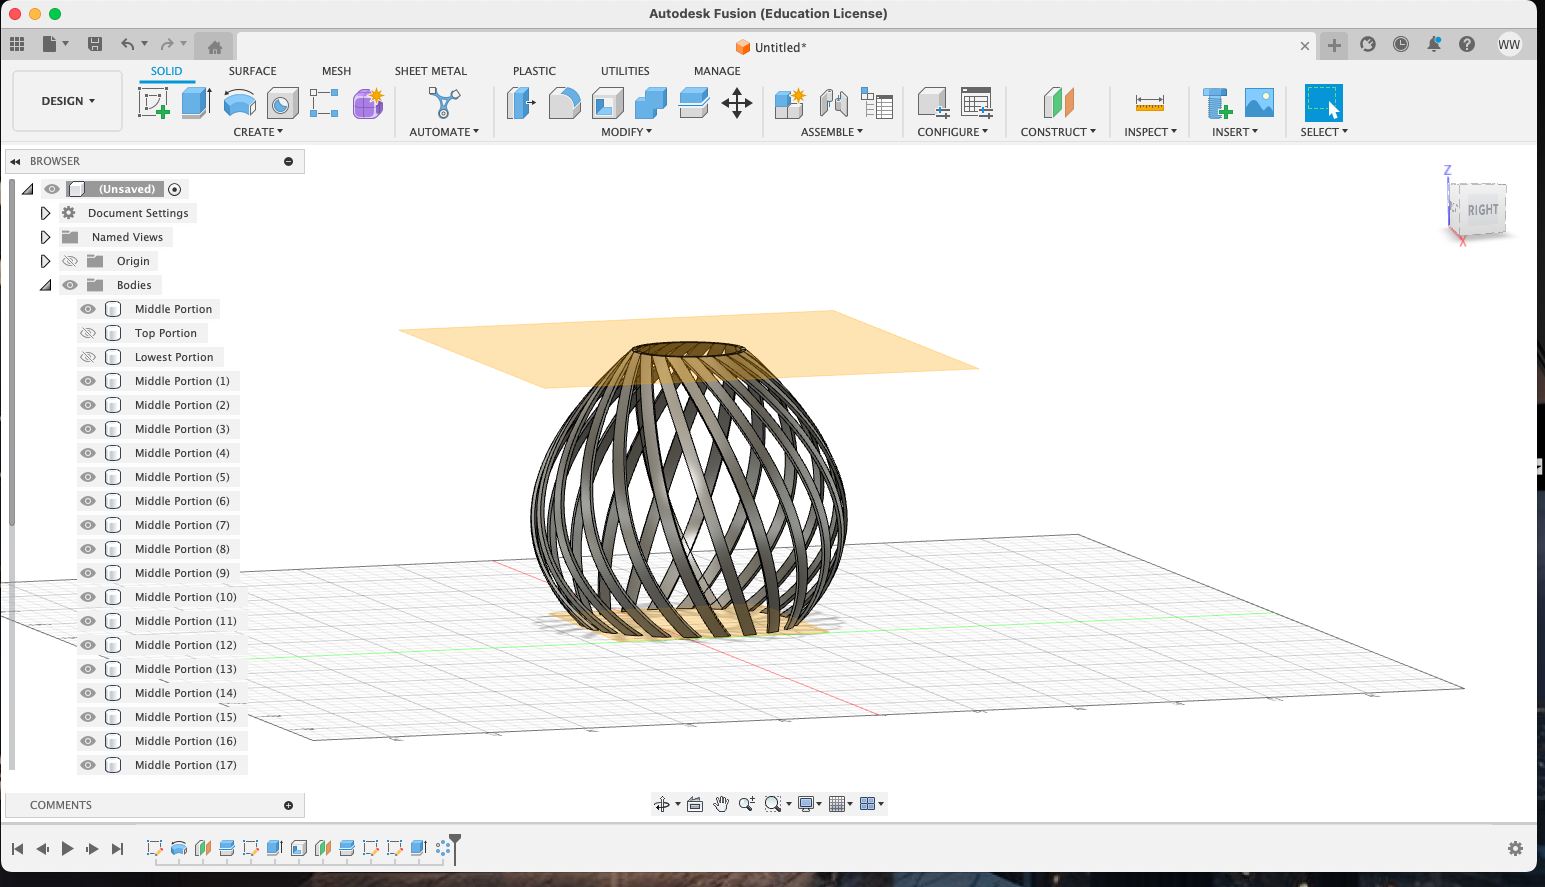 Autodesk Fusion (Education License)
Untitled*
WW
SOLID SURFACE MESH SHEET METAL PLASTIC UTILITIES MANAGE
DESIGN
CREATE AUTOMATE MODIFY ASSEMBLE CONFIGURE CONSTRUCT INSPECT INSERT SELECT
BROWSER
(Unsaved)
Document Settings
Named Views
Origin
Bodies
Middle Portion
Top Portion
Lowest Portion
Middle Portion (1)
Middle Portion (2)
Middle Portion (3)
Middle Portion (4)
Middle Portion (5)
Middle Portion (6)
Middle Portion (7)
Middle Portion (8)
Middle Portion (9)
Middle Portion (10)
Middle Portion (11)
Middle Portion (12)
Middle Portion (13)
Middle Portion (14)
Middle Portion (15)
Middle Portion (16)
Middle Portion (17)
Z
RIGHT
X
COMMENTS